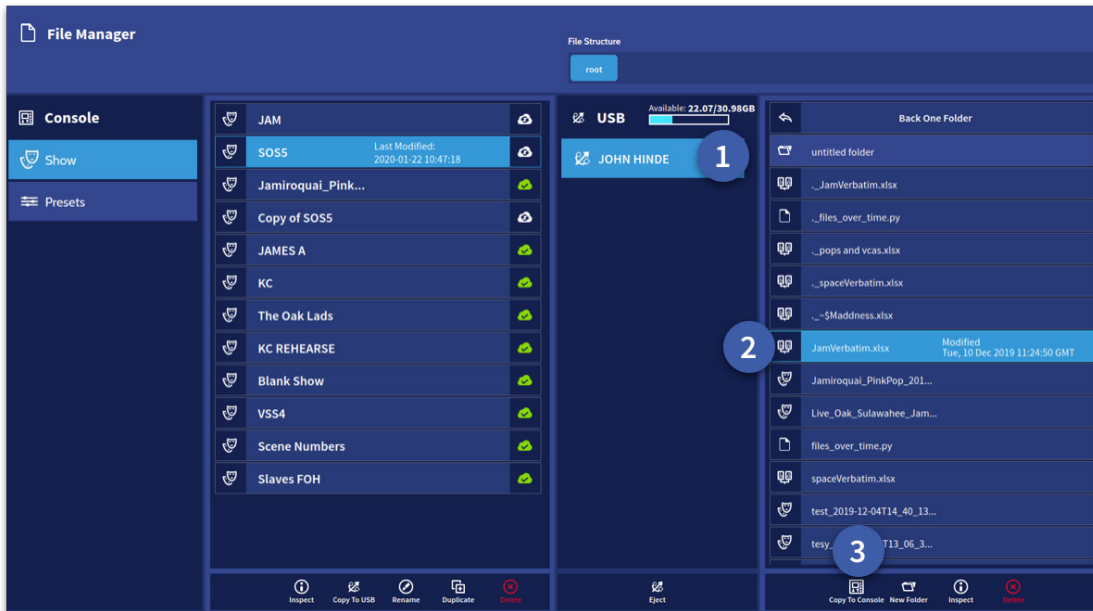 File Manager
File Structure
root
Console
Show
Presets
JAM
SOS5
Last Modified:
2020-01-22 10:47:18
Jamiroquai_Pink...
Copy of SOS5
JAMES A
KC
The Oak Lads
KC REHEARSE
Blank Show
VSS4
Scene Numbers
Slaves FOH
Inspect
Copy To USB
Rename
Duplicate
Delete
USB
Available: 22.07/30.98GB
JOHN HINDE
1
Eject
Back One Folder
untitled folder
._JamVerbatim.xlsx
._files_over_time.py
._pops and vcas.xlsx
._spaceVerbatim.xlsx
._~$Maddness.xlsx
2
JamVerbatim.xlsx
Modified
Tue, 10 Dec 2019 11:24:50 GMT
Jamiroquai_PinkPop_201...
Live_Oak_Sulawahee_Jam...
files_over_time.py
spaceVerbatim.xlsx
test_2019-12-04T14_40_13...
tesy_
T13_06_3...
3
Copy To Console
New Folder
Inspect
Delete